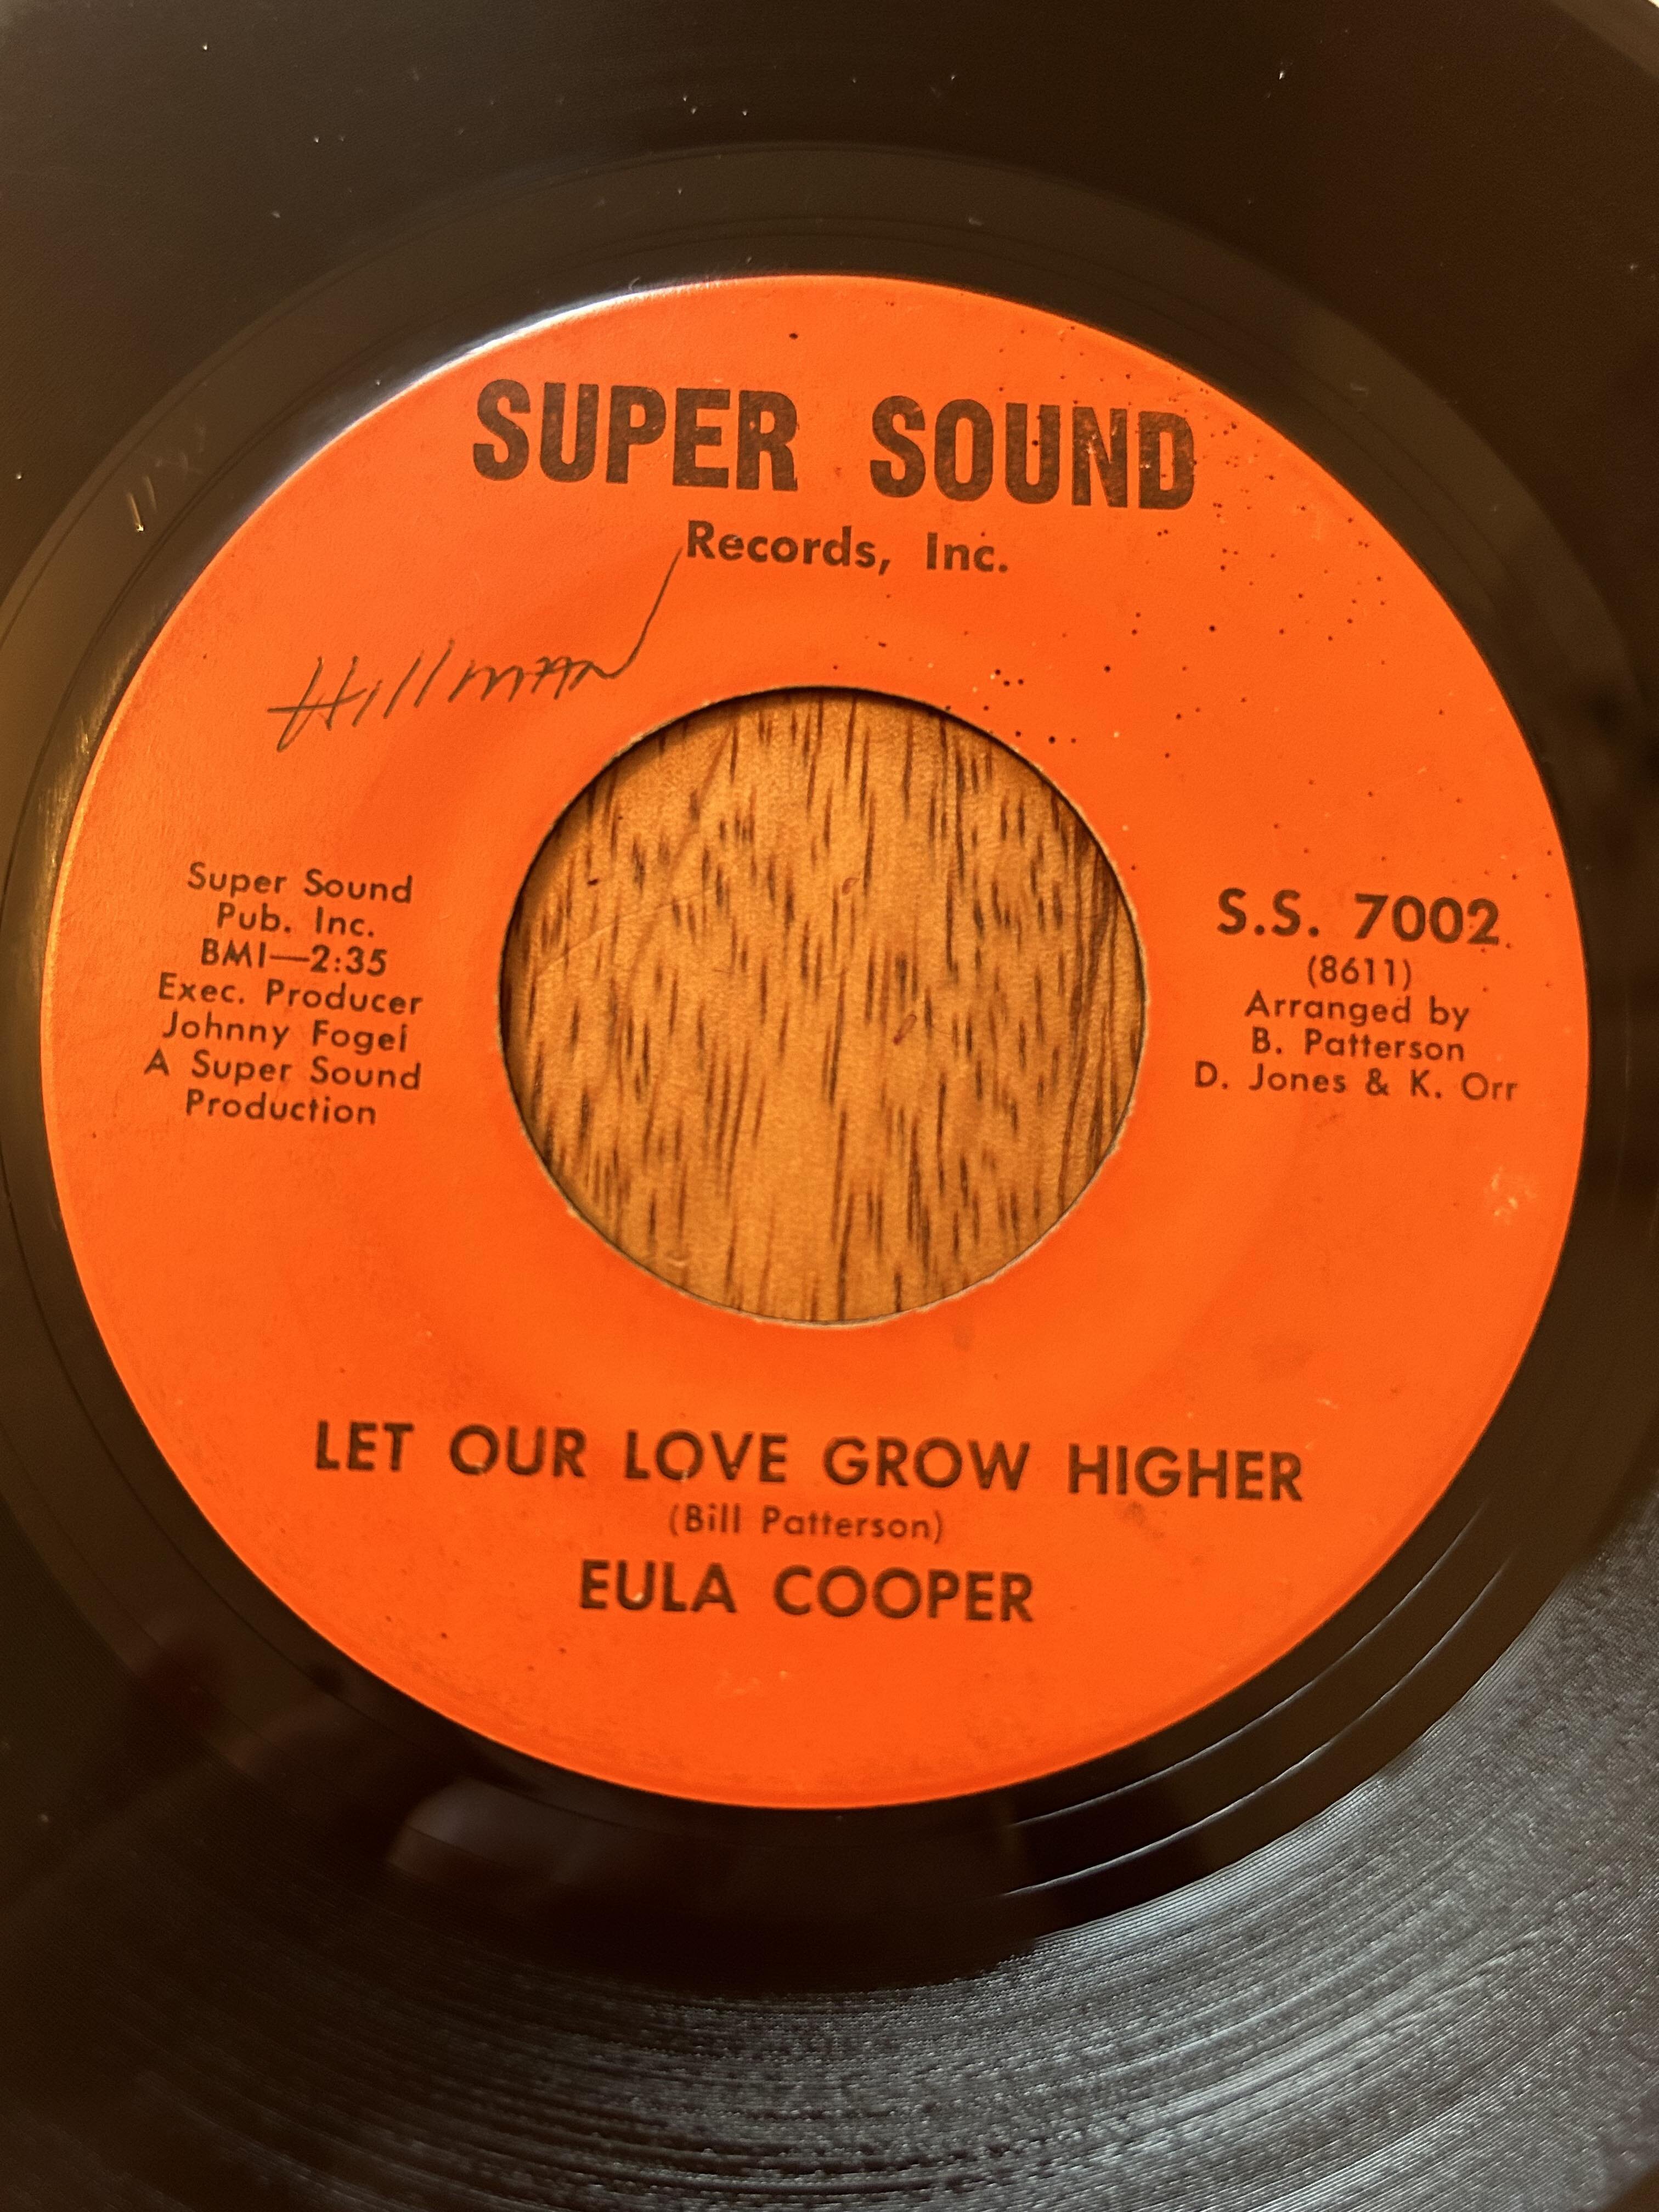 SUPER SOUND
Records, Inc.
Hillman
Super Sound
Pub. Inc.
BMI—2:35
Exec. Producer
Johnny Fogel
A Super Sound
Production
S.S. 7002
(8611)
Arranged by
B. Patterson
D. Jones & K. Orr
LET OUR LOVE GROW HIGHER
(Bill Patterson)
EULA COOPER